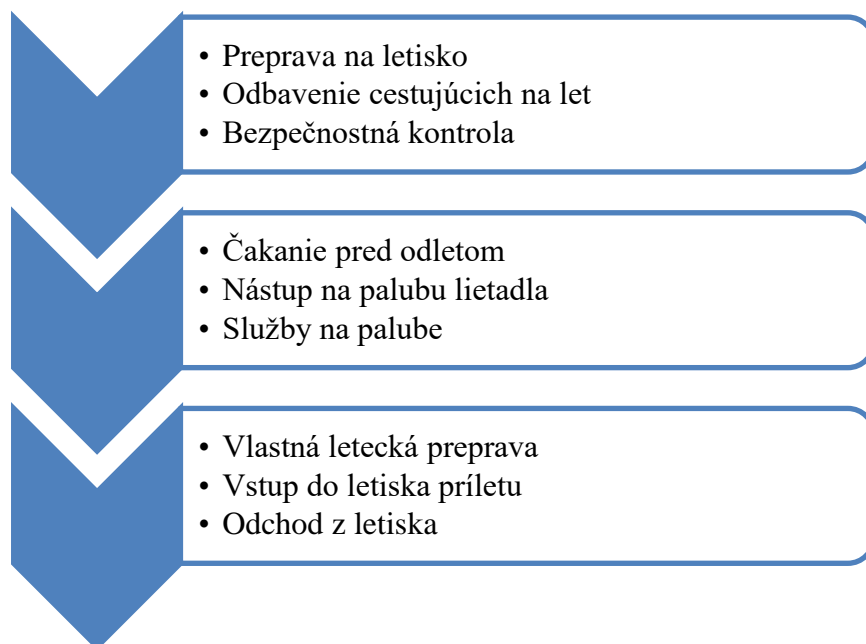 • Preprava na letisko
• Odbavenie cestujúcich na let
• Bezpečnostná kontrola
• Čakanie pred odletom
• Nástup na palubu lietadla
• Služby na palube
• Vlastná letecká preprava
• Vstup do letiska príletu
• Odchod z letiska